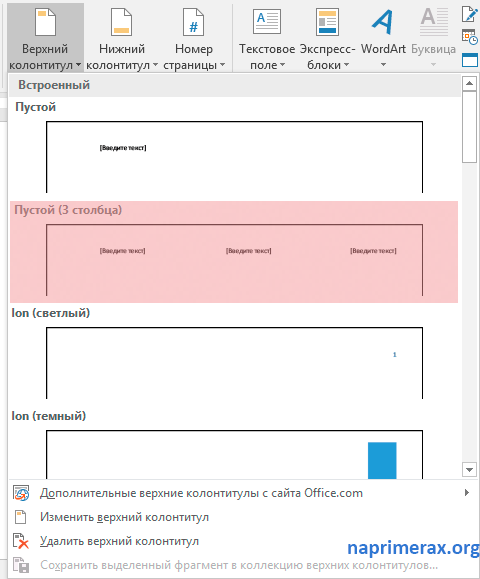 Верхний Нижний Номер Текстовое Экспресс- WordArt Буквица
колонтитул колонтитул страницы поле блоки
#
A
A
Встроенный
Пустой
[Введите текст]
Пустой (3 столбца)
[Введите текст] [Введите текст] [Введите текст]
Ion (светлый)
1
Ion (темный)
Дополнительные верхние колонтитулы с сайта Office.com
Изменить верхний колонтитул
Удалить верхний колонтитул
Сохранить выделенный фрагмент в коллекцию верхних колонтитулов...
naprimerax.org